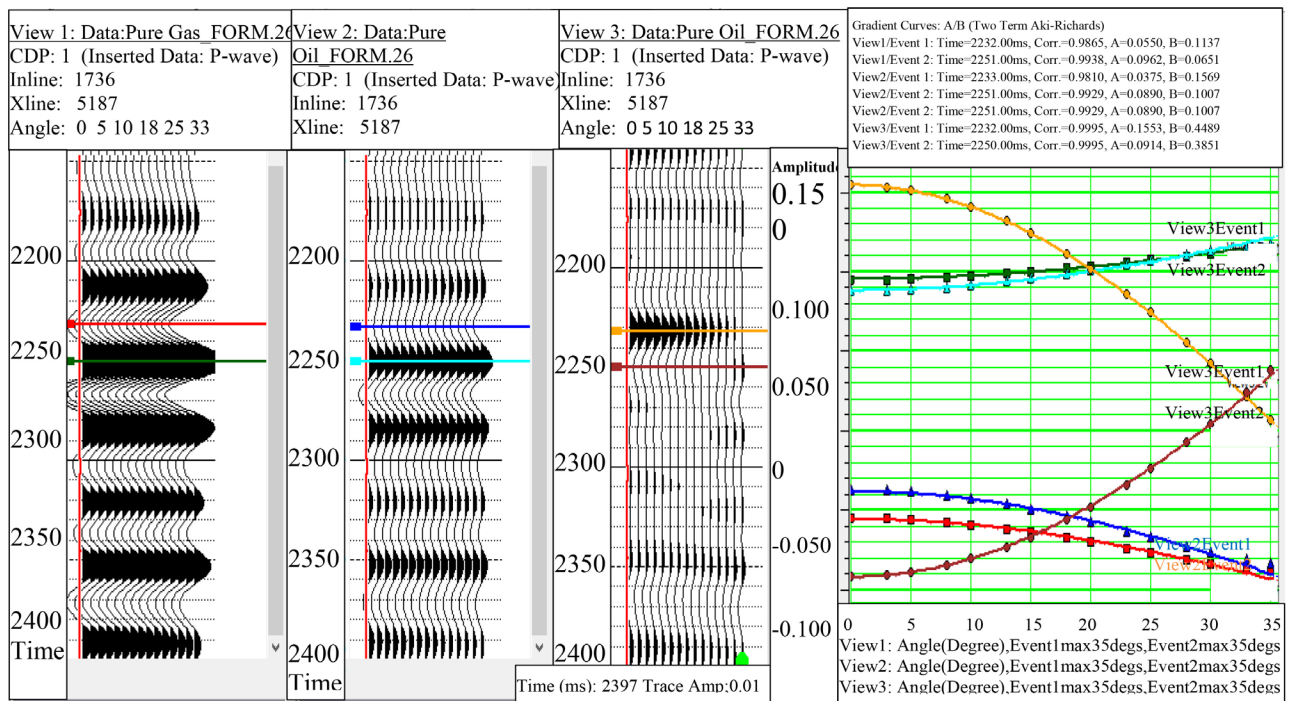 View 1: Data:Pure Gas_FORM.26
CDP: 1 (Inserted Data: P-wave)
Inline: 1736
Xline: 5187
Angle: 0 5 10 18 25 33
2200
2250
2300
2350
2400
Time
View 2: Data:Pure
Oil_FORM.26
CDP: 1 (Inserted Data: P-wave)
Inline: 1736
Xline: 5187
2200
2250
2300
2350
2400
Time
View 3: Data:Pure Oil_FORM.26
CDP: 1 (Inserted Data: P-wave)
Inline: 1736
Xline: 5187
Angle: 0 5 10 18 25 33
2200
2250
2300
2350
2400
Time (ms): 2397 Trace Amp:0.01
Amplitud
0.15
0
0.100
0.050
0
-0.050
-0.100
Gradient Curves: A/B (Two Term Aki-Richards)
View1/Event 1: Time=2232.00ms, Corr.=0.9865, A=0.0550, B=0.1137
View1/Event 2: Time=2251.00ms, Corr.=0.9938, A=0.0962, B=0.0651
View2/Event 1: Time=2233.00ms, Corr.=0.9810, A=0.0375, B=0.1569
View2/Event 2: Time=2251.00ms, Corr.=0.9929, A=0.0890, B=0.1007
View2/Event 2: Time=2251.00ms, Corr.=0.9929, A=0.0890, B=0.1007
View3/Event 1: Time=2232.00ms, Corr.=0.9995, A=0.1553, B=0.4489
View3/Event 2: Time=2250.00ms, Corr.=0.9995, A=0.0914, B=0.3851
View3Event1
View3Event2
View3Event1
View3Event2
View2Event1
0 5 10 15 20 25 30 35
View1: Angle(Degree),Event1max35degs,Event2max35degs
View2: Angle(Degree),Event1max35degs,Event2max35degs
View3: Angle(Degree),Event1max35degs,Event2max35degs